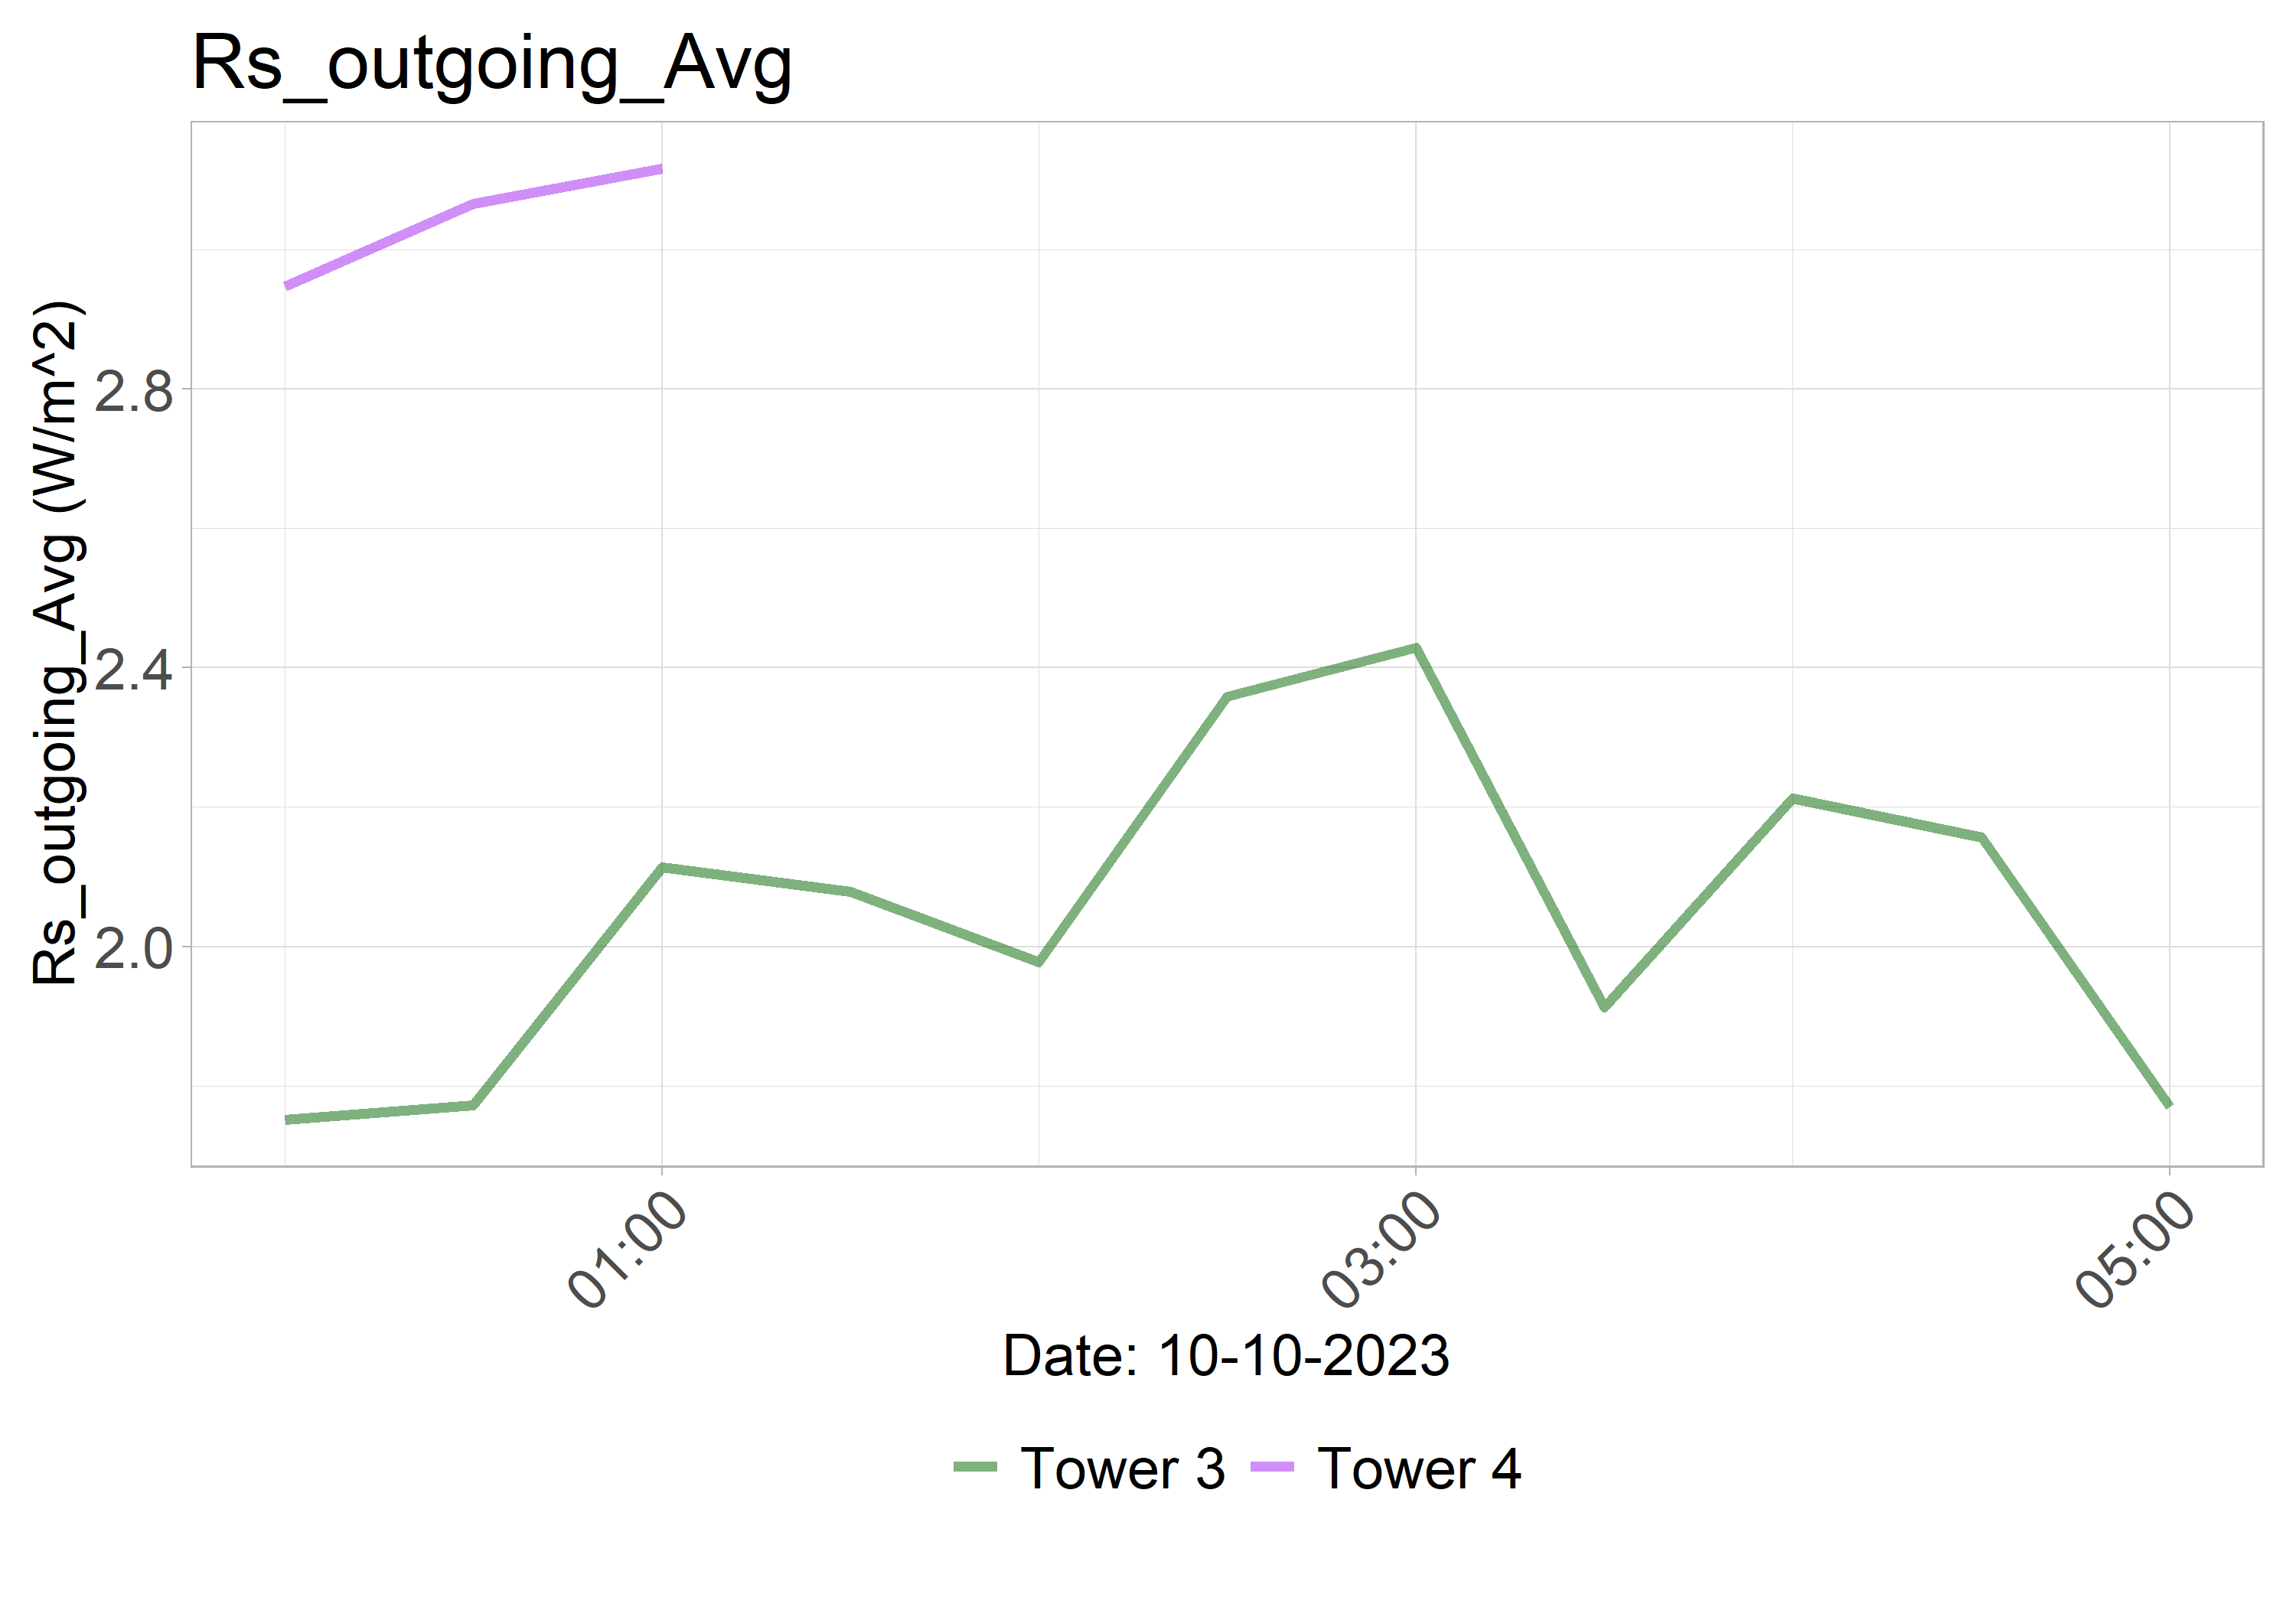 Rs_outgoing_Avg
Rs_outgoing_Avg (W/m^2)
2.8
2.4
2.0
01:00
03:00
05:00
Date: 10-10-2023
Tower 3
Tower 4